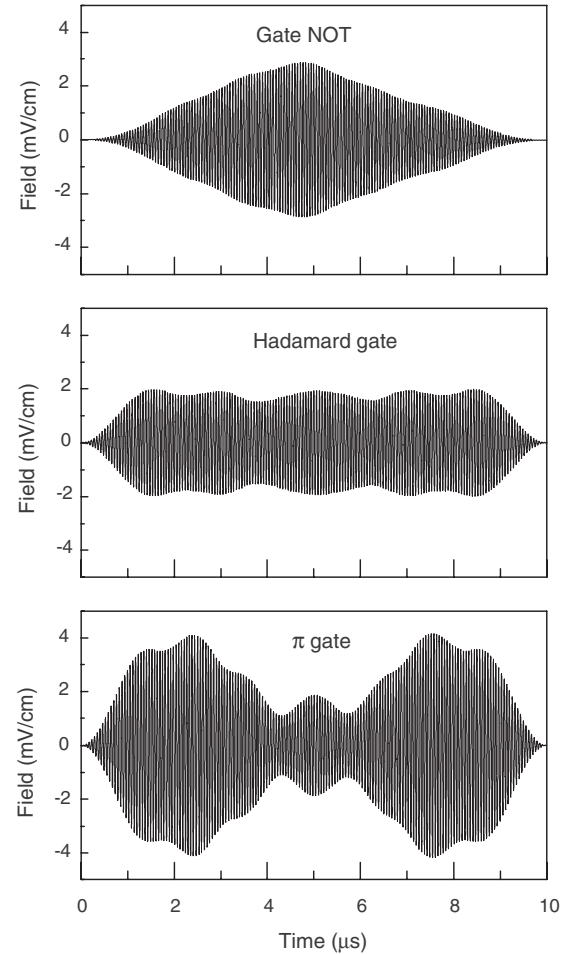 4
Gate NOT
2
0
-2
-4
Field (mV/cm)
4
Hadamard gate
2
0
-2
-4
Field (mV/cm)
4
π gate
2
0
-2
-4
Field (mV/cm)
0 2 4 6 8 10
Time (μs)